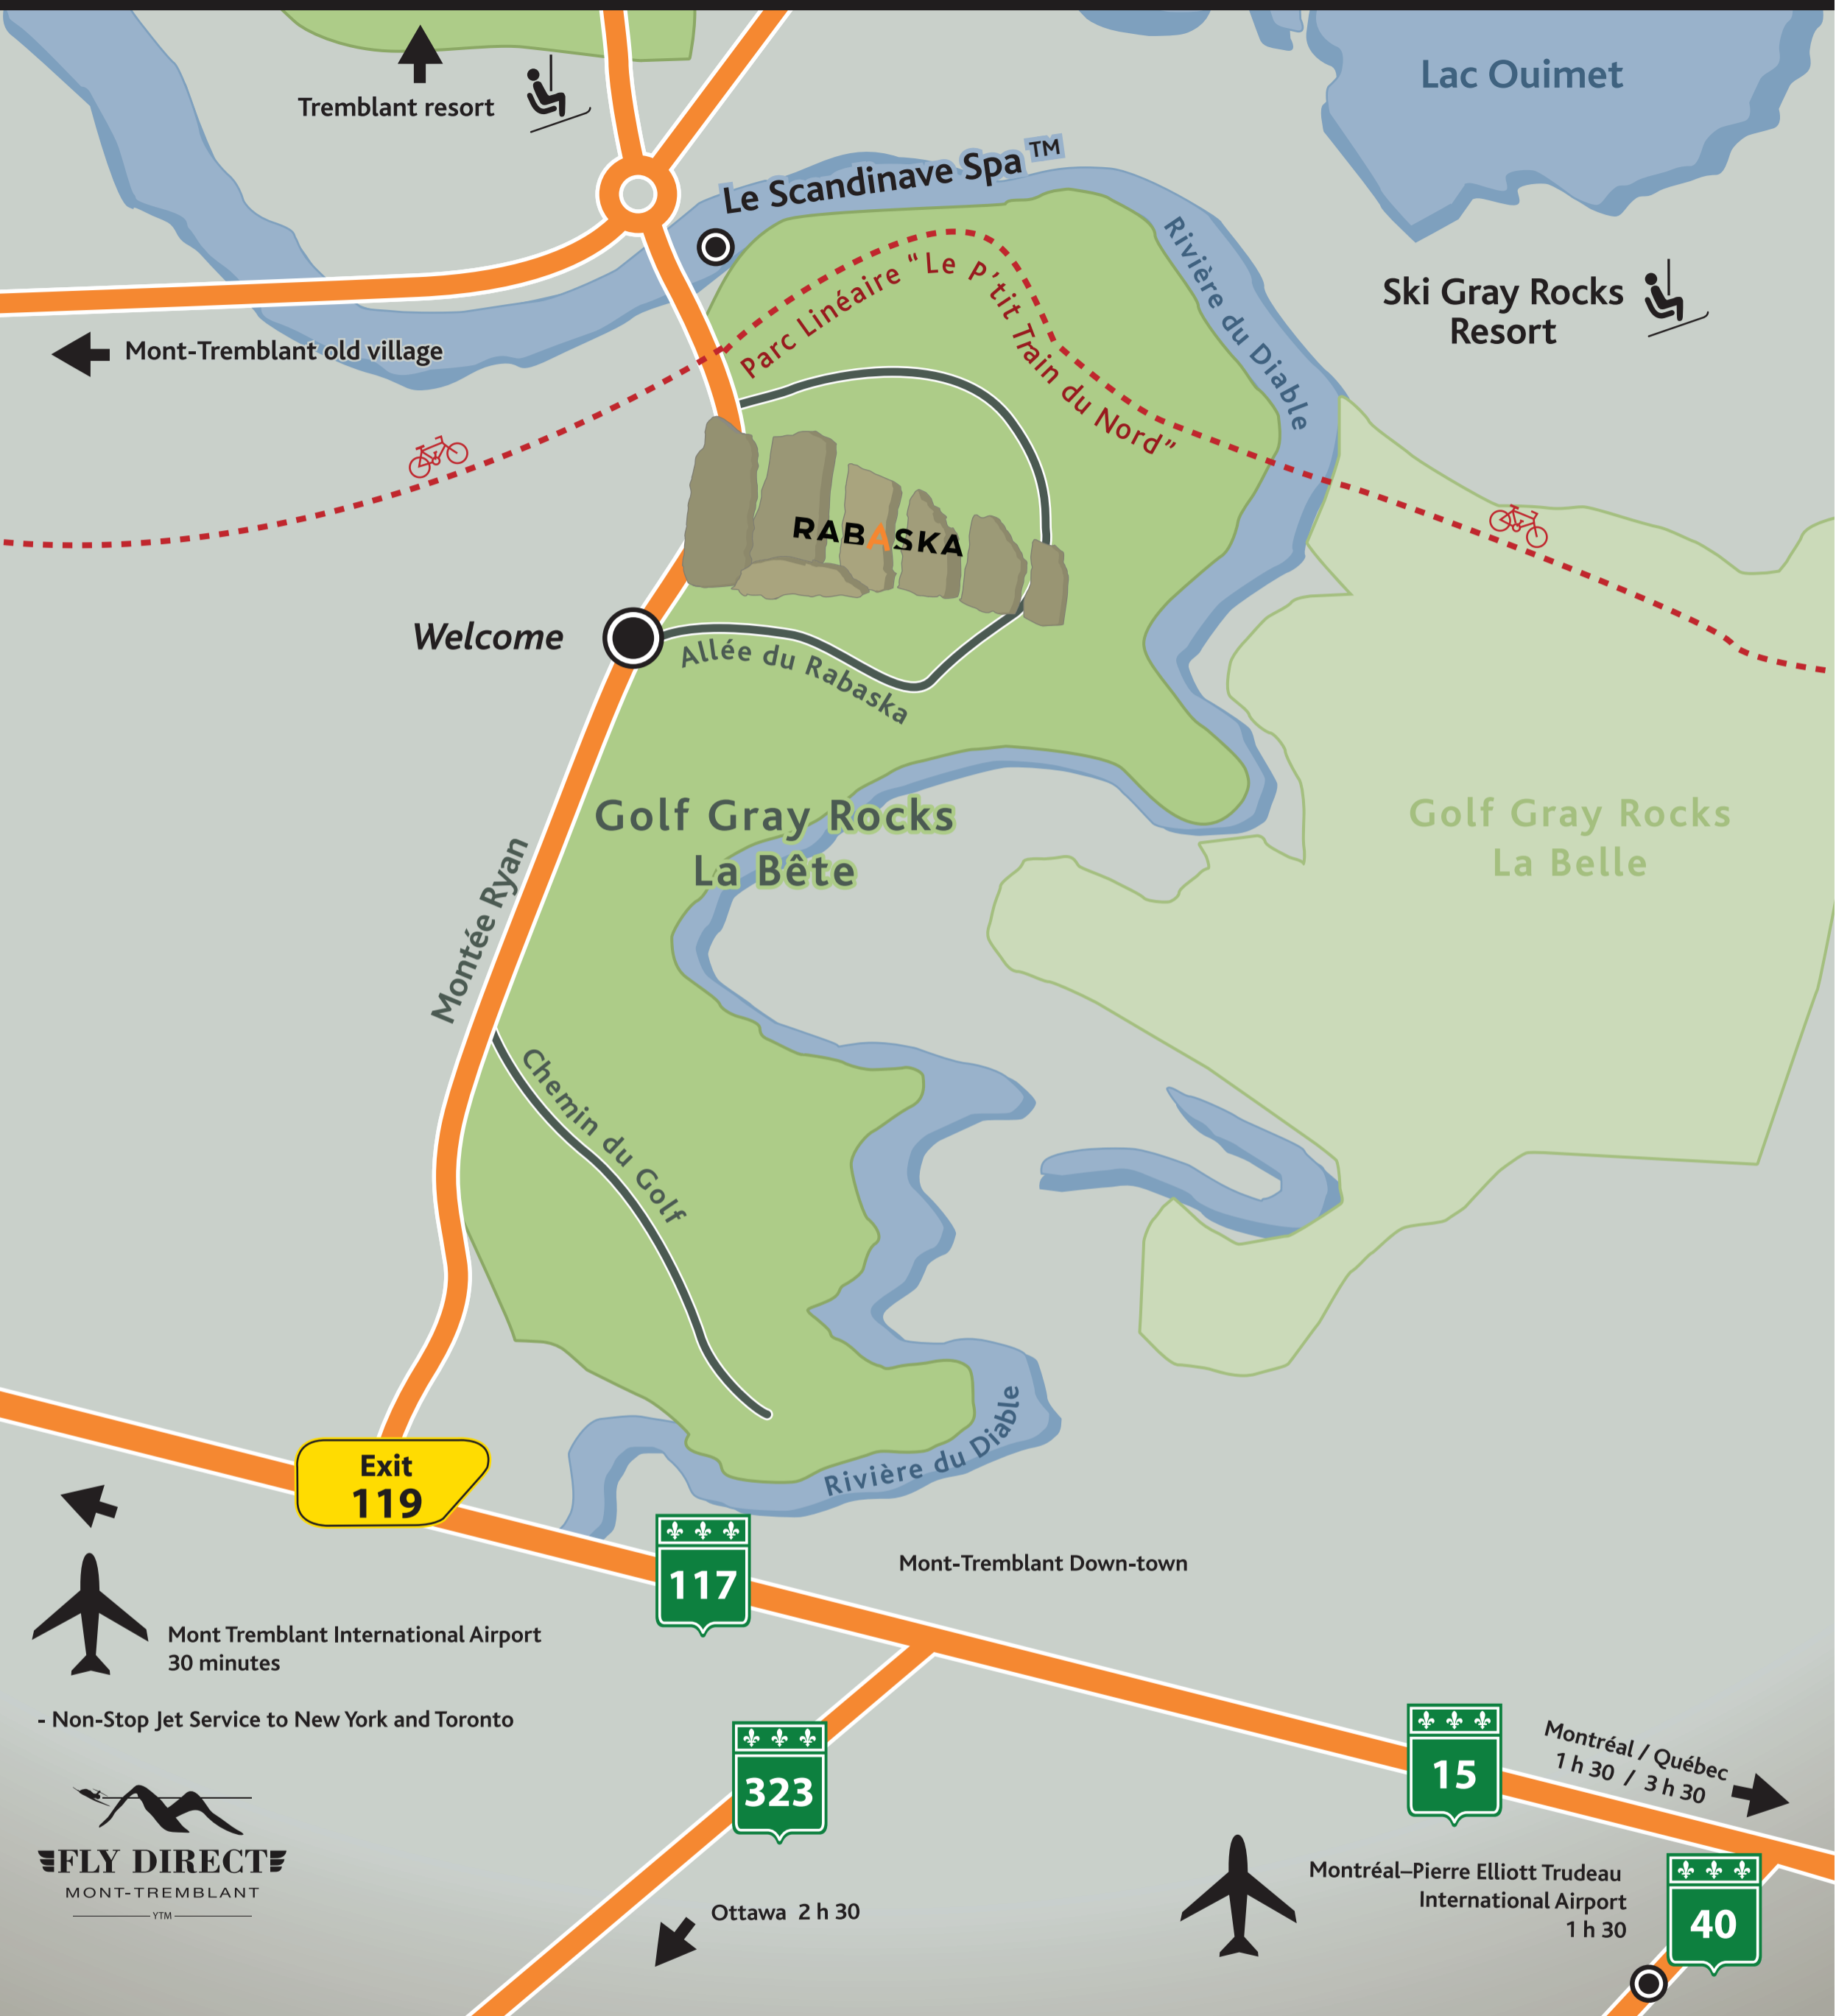 Lac Ouimet
Tremblant resort
Le Scandinave Spa™
Rivière du Diable
Ski Gray Rocks
Resort
Parc Linéaire "Le P'tit Train du Nord"
Mont-Tremblant old village
RABASKA
Welcome
Allée du Rabaska
Golf Gray Rocks
La Bête
Golf Gray Rocks
La Belle
Montée Ryan
Chemin du Golf
Rivière du Diable
Exit
119
117
Mont-Tremblant Down-town
Mont Tremblant International Airport
30 minutes
- Non-Stop Jet Service to New York and Toronto
323
15
Montréal / Québec
1 h 30 / 3 h 30
FLY DIRECT
MONT-TREMBLANT
YTM
Ottawa 2 h 30
Montréal–Pierre Elliott Trudeau
International Airport
1 h 30
40